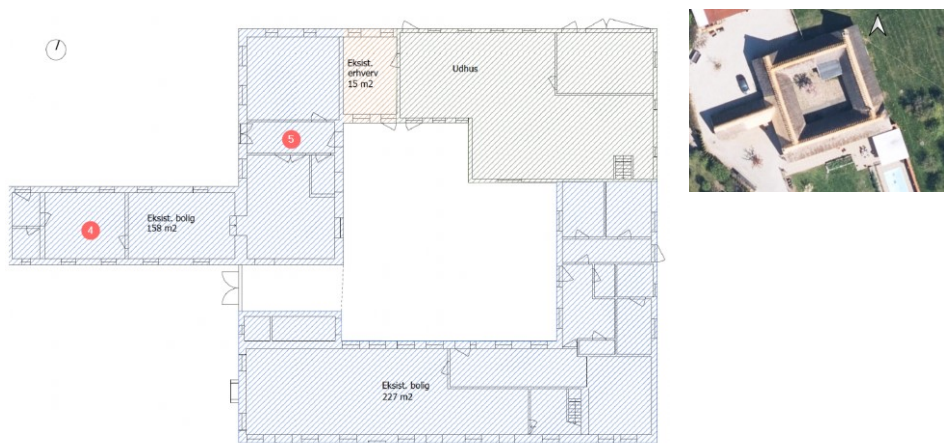 Eksist.
erhverv
15 m2
Udhus
5
4
Eksist. bolig
158 m2
Eksist. bolig
227 m2